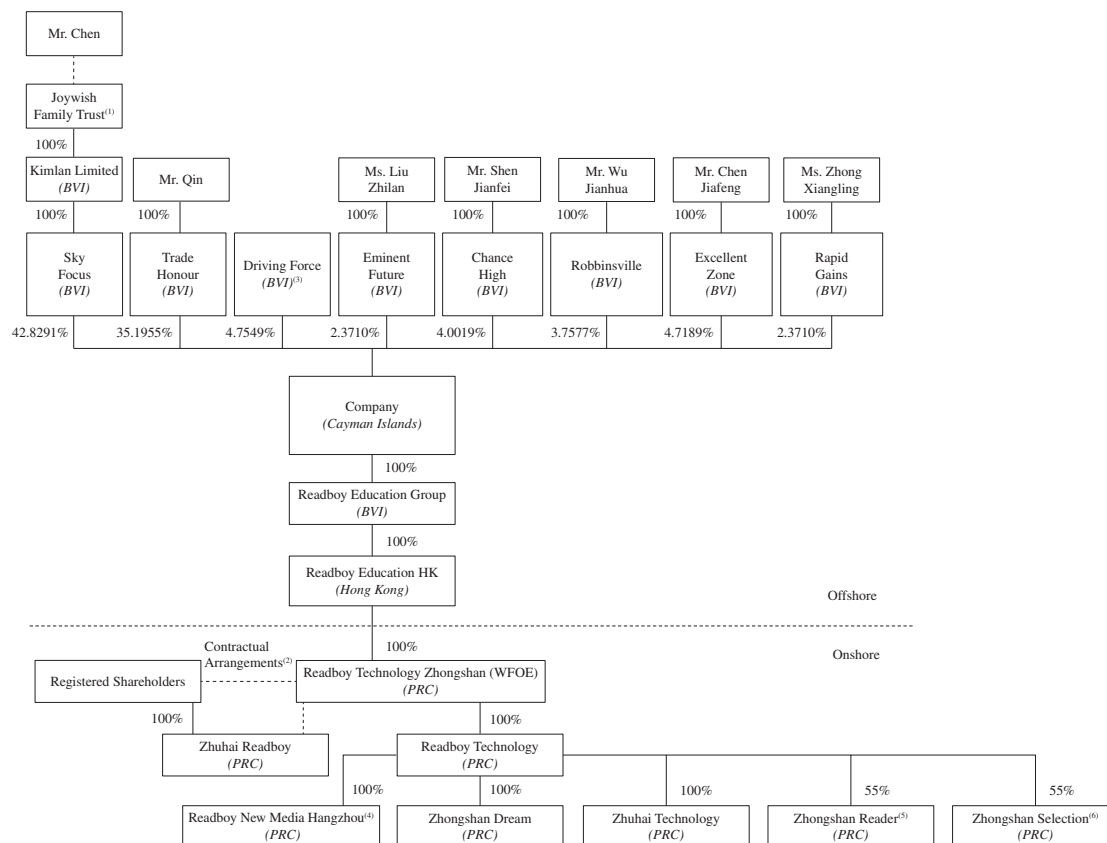 Mr. Chen
Joywish
Family Trust(1)
100%
Kimlan Limited
(BVI)
Mr. Qin
Ms. Liu
Zhilan
Mr. Shen
Jianfei
Mr. Wu
Jianhua
Mr. Chen
Jiafeng
Ms. Zhong
Xiangling
100%
100%
100%
100%
100%
100%
100%
Sky
Focus
(BVI)
Trade
Honour
(BVI)
Driving Force
(BVI)(3)
Eminent
Future
(BVI)
Chance
High
(BVI)
Robbinsville
(BVI)
Excellent
Zone
(BVI)
Rapid
Gains
(BVI)
42.8291%
35.1955%
4.7549%
2.3710%
4.0019%
3.7577%
4.7189%
2.3710%
Company
(Cayman Islands)
100%
Readboy Education Group
(BVI)
100%
Readboy Education HK
(Hong Kong)
Offshore
100%
Onshore
Contractual
Arrangements(2)
Registered Shareholders
Readboy Technology Zhongshan (WFOE)
(PRC)
100%
100%
Zhuhai Readboy
(PRC)
Readboy Technology
(PRC)
100%
100%
100%
55%
55%
Readboy New Media Hangzhou(4)
(PRC)
Zhongshan Dream
(PRC)
Zhuhai Technology
(PRC)
Zhongshan Reader(5)
(PRC)
Zhongshan Selection(6)
(PRC)